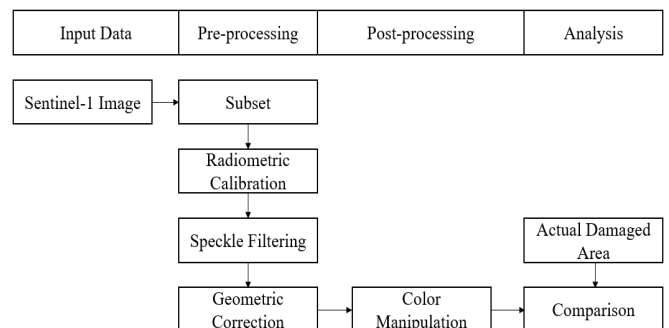 Input Data
Pre-processing
Post-processing
Analysis
Sentinel-1 Image
Subset
Radiometric
Calibration
Speckle Filtering
Actual Damaged
Area
Geometric
Correction
Color
Manipulation
Comparison